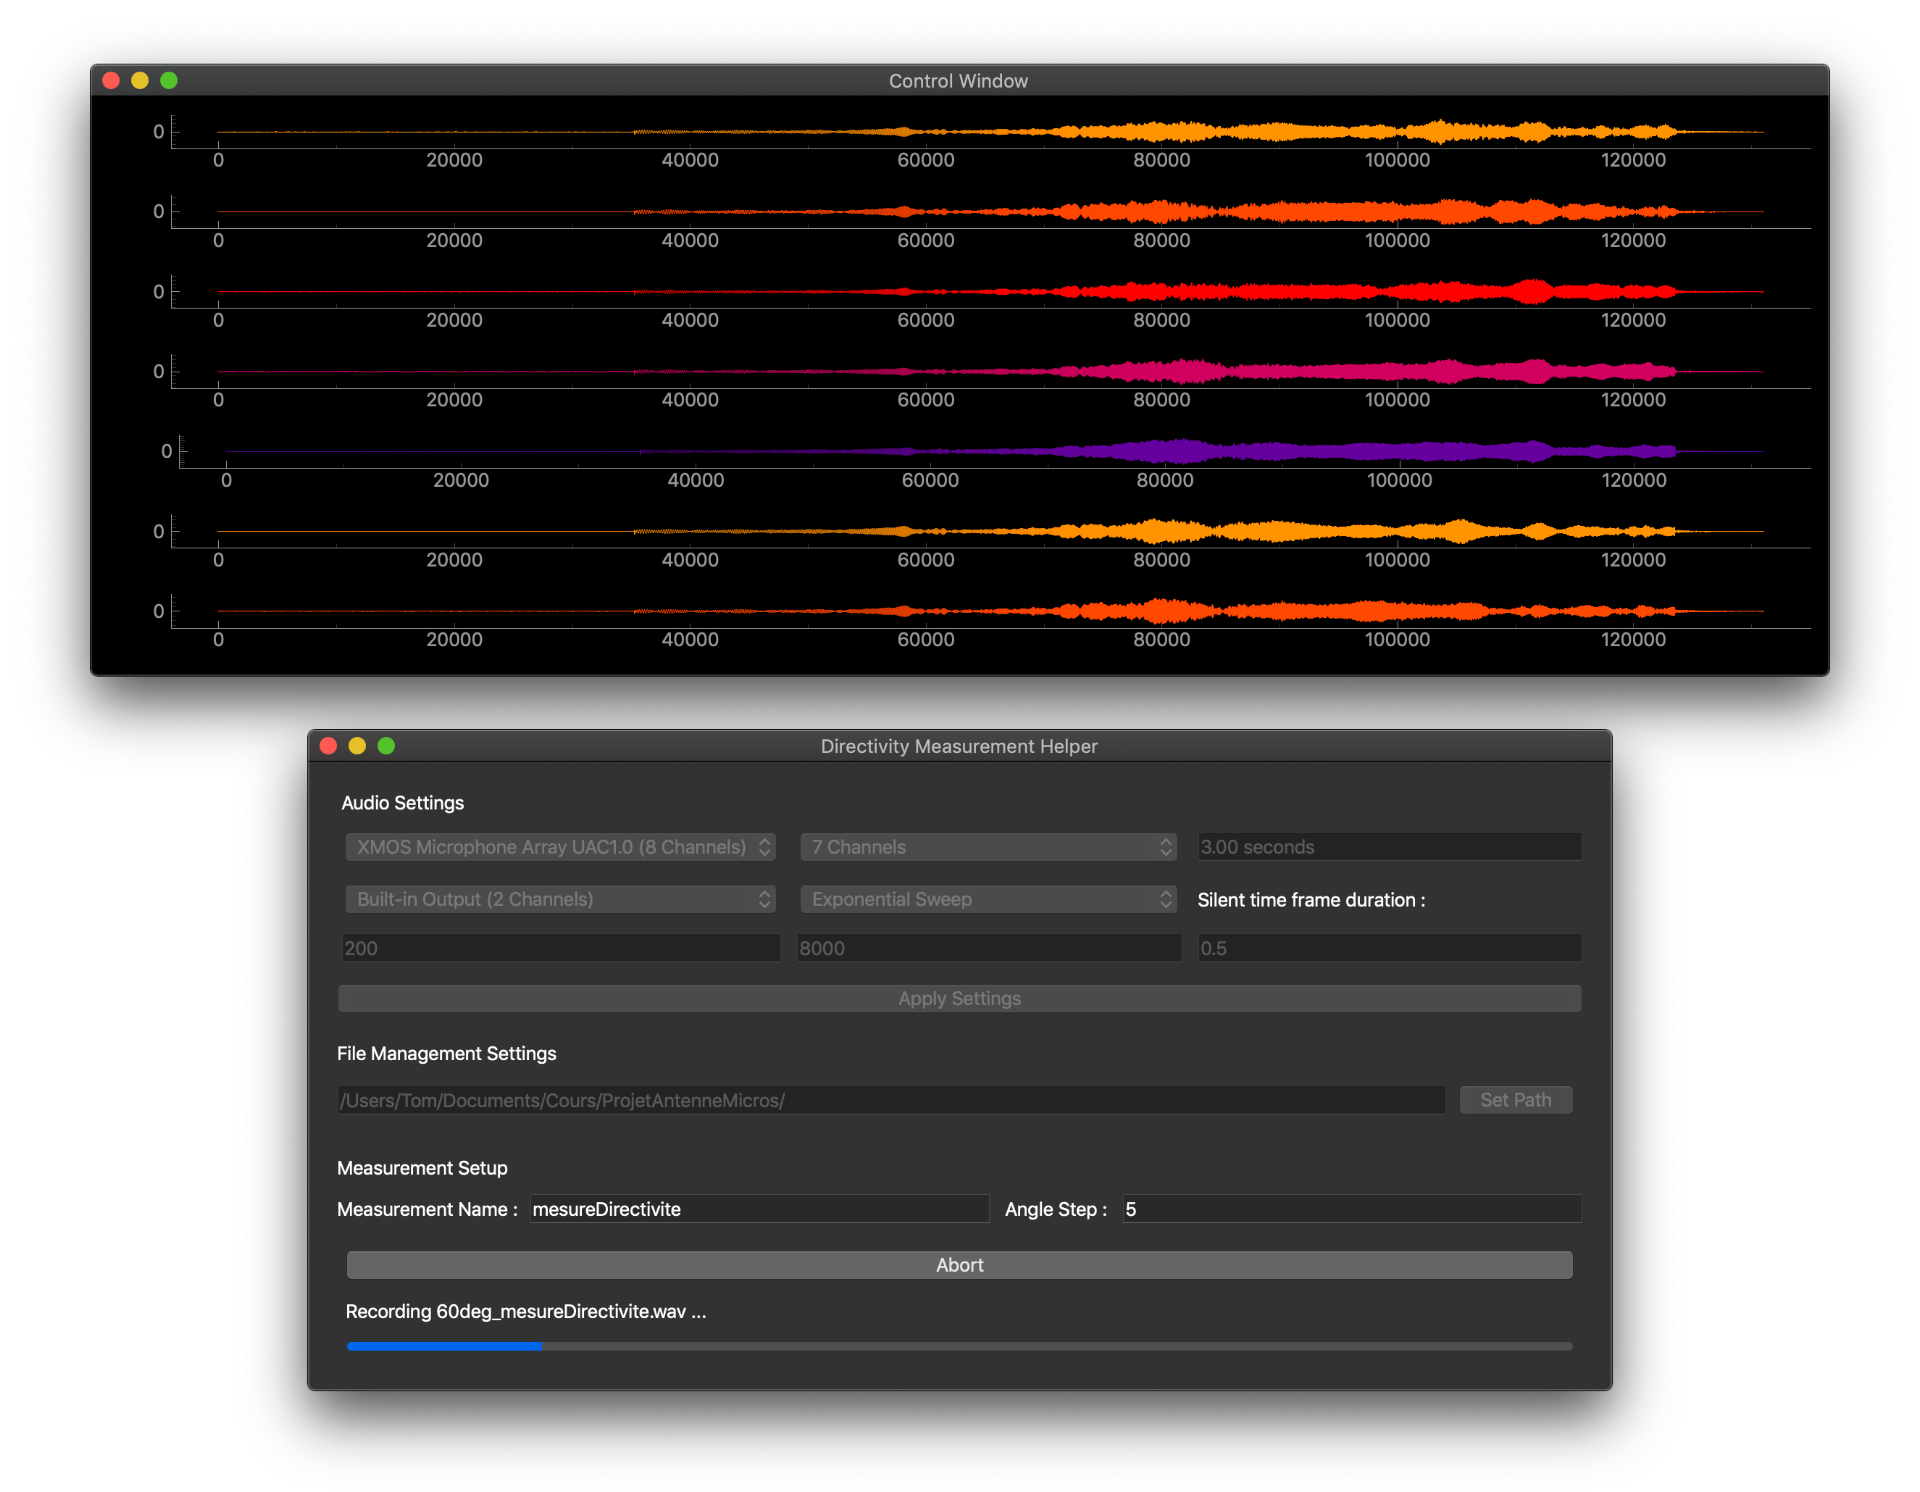 Control Window
0
0 20000 40000 60000 80000 100000 120000
0
0 20000 40000 60000 80000 100000 120000
0
0 20000 40000 60000 80000 100000 120000
0
0 20000 40000 60000 80000 100000 120000
0
0 20000 40000 60000 80000 100000 120000
0
0 20000 40000 60000 80000 100000 120000
0
0 20000 40000 60000 80000 100000 120000
Directivity Measurement Helper
Audio Settings
XMOS Microphone Array UAC1.0 (8 Channels) 7 Channels 3.00 seconds
Built-in Output (2 Channels) Exponential Sweep Silent time frame duration :
200 8000 0.5
Apply Settings
File Management Settings
/Users/Tom/Documents/Cours/ProjetAntenneMicros/ Set Path
Measurement Setup
Measurement Name : mesureDirectivite Angle Step : 5
Abort
Recording 60deg_mesureDirectivite.wav ...